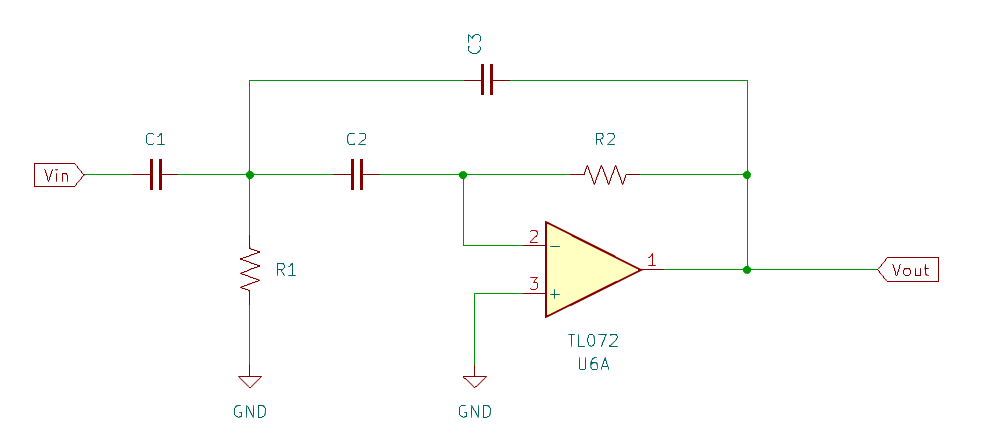 C3
C1
C2
R2
Vin
2
R1
3
1
Vout
TL072
U6A
GND
GND